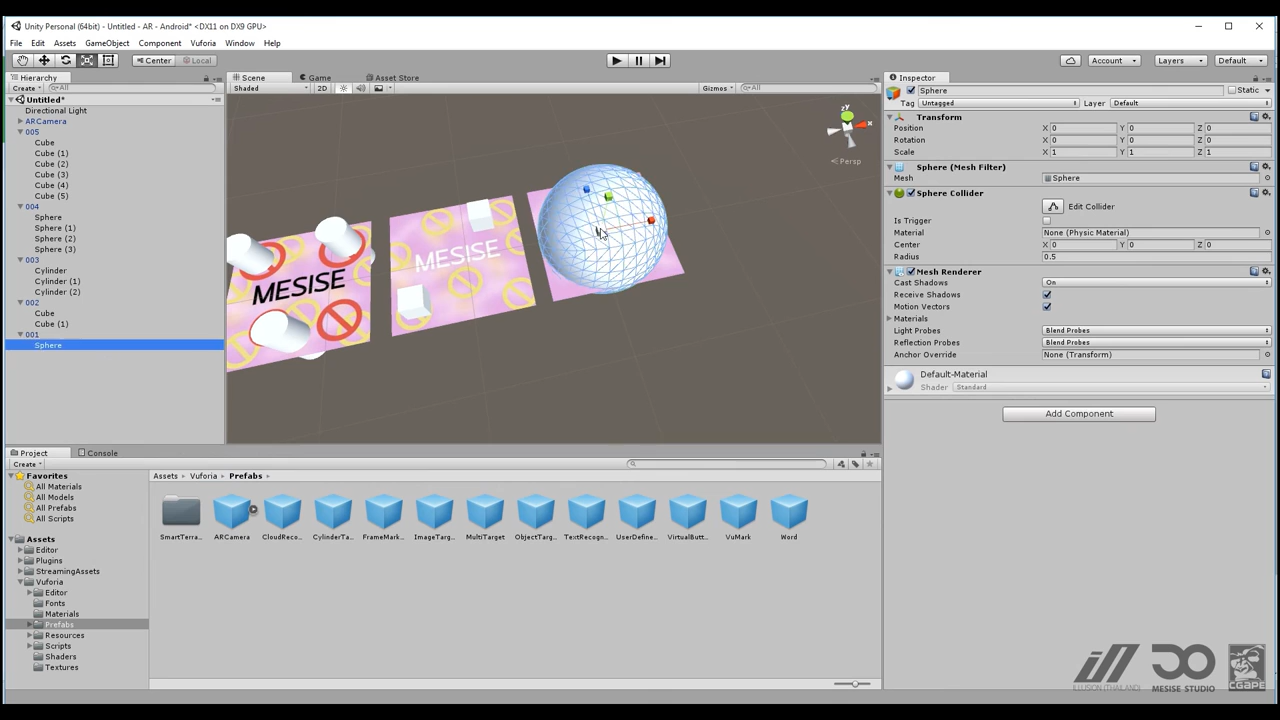 Unity Personal (64bit) - Untitled - AR - Android* <DX11 on DX9 GPU>
File Edit Assets GameObject Component Vuforia Window Help
Center Local
Account Layers Default
Hierarchy
Create All
Untitled*
Directional Light
ARCamera
005
Cube
Cube (1)
Cube (2)
Cube (3)
Cube (4)
Cube (5)
004
Sphere
Sphere (1)
Sphere (2)
Sphere (3)
003
Cylinder
Cylinder (1)
Cylinder (2)
002
Cube
Cube (1)
001
Sphere
Scene Game Asset Store
Shaded 2D Gizmos All
y
z x
Persp
MESISE
MESISE
Inspector
Sphere Static
Tag Untagged Layer Default
Transform
Position X 0 Y 0 Z 0
Rotation X 0 Y 0 Z 0
Scale X 1 Y 1 Z 1
Sphere (Mesh Filter)
Mesh Sphere
Sphere Collider
Edit Collider
Is Trigger
Material None (Physic Material)
Center X 0 Y 0 Z 0
Radius 0.5
Mesh Renderer
Cast Shadows On
Receive Shadows
Motion Vectors
Materials
Light Probes Blend Probes
Reflection Probes Blend Probes
Anchor Override None (Transform)
Default-Material
Shader Standard
Add Component
Project Console
Create
Favorites
All Materials
All Models
All Prefabs
All Scripts
Assets
Editor
Plugins
StreamingAssets
Vuforia
Editor
Fonts
Materials
Prefabs
Resources
Scripts
Shaders
Textures
Assets Vuforia Prefabs
SmartTerra... ARCamera CloudReco... CylinderTa... FrameMark... ImageTarg... MultiTarget ObjectTarg... TextRecogn... UserDefine... VirtualButt... VuMark Word
ILLUSION (THAILAND) MESISE STUDIO CGAPE